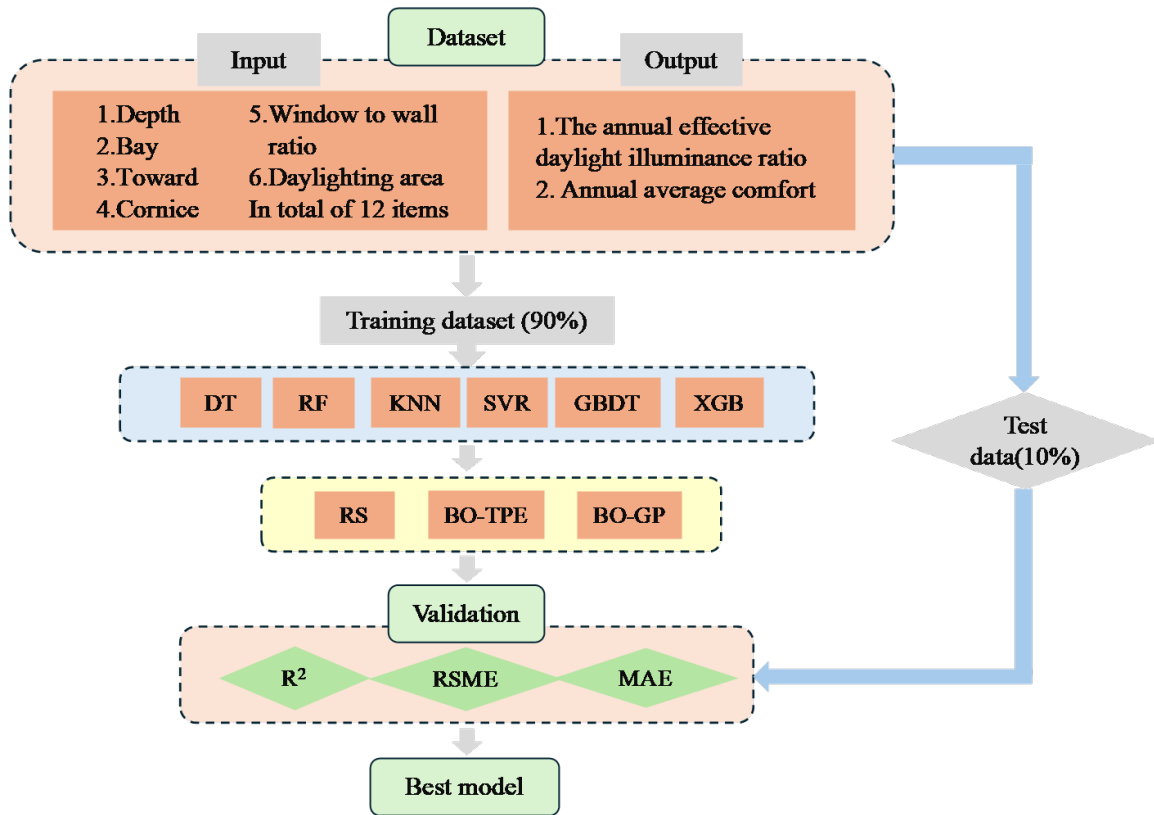 Dataset
Input
Output
1.Depth
2.Bay
3.Toward
4.Cornice
5.Window to wall
ratio
6.Daylighting area
In total of 12 items
1.The annual effective
daylight illuminance ratio
2. Annual average comfort
Training dataset (90%)
DT
RF
KNN
SVR
GBDT
XGB
Test
data(10%)
RS
BO-TPE
BO-GP
Validation
R²
RSME
MAE
Best model